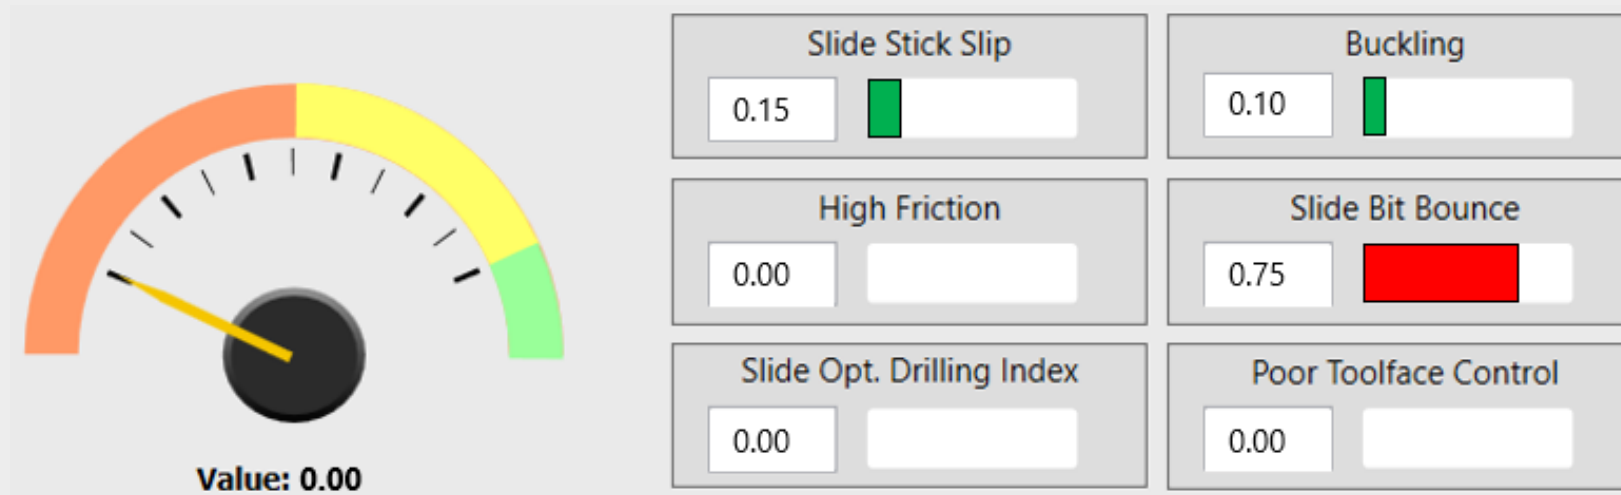 Slide Stick Slip
0.15
Buckling
0.10
High Friction
0.00
Slide Bit Bounce
0.75
Slide Opt. Drilling Index
0.00
Poor Toolface Control
0.00
Value: 0.00